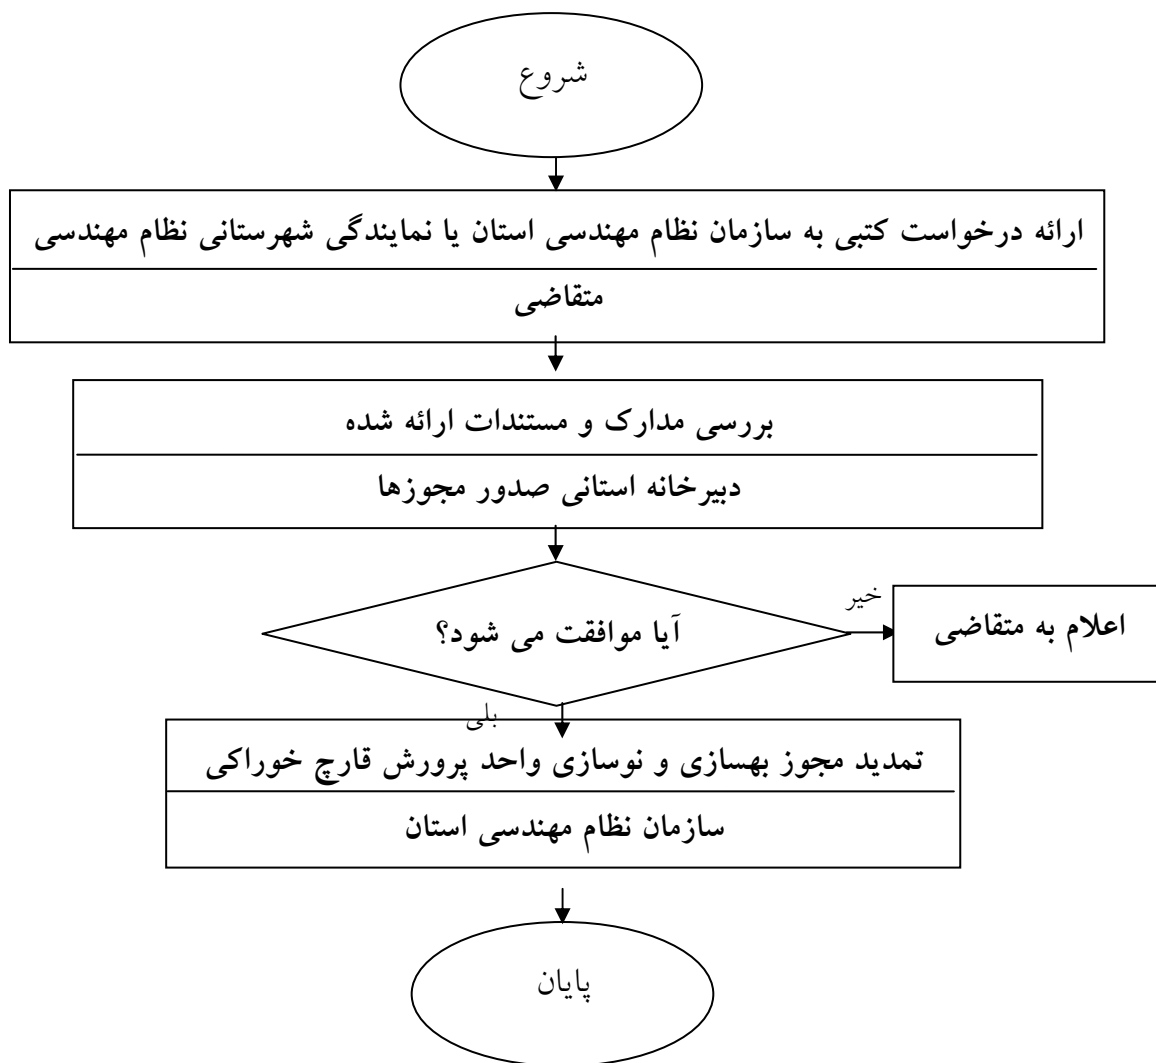 شروع
ارائه درخواست کتبی به سازمان نظام مهندسی استان یا نمایندگی شهرستانی نظام مهندسی
متقاضی
بررسی مدارک و مستندات ارائه شده
دبیرخانه استانی صدور مجوزها
آیا موافقت می شود؟
خیر
اعلام به متقاضی
بلی
تمدید مجوز بهسازی و نوسازی واحد پرورش قارچ خوراکی
سازمان نظام مهندسی استان
پایان